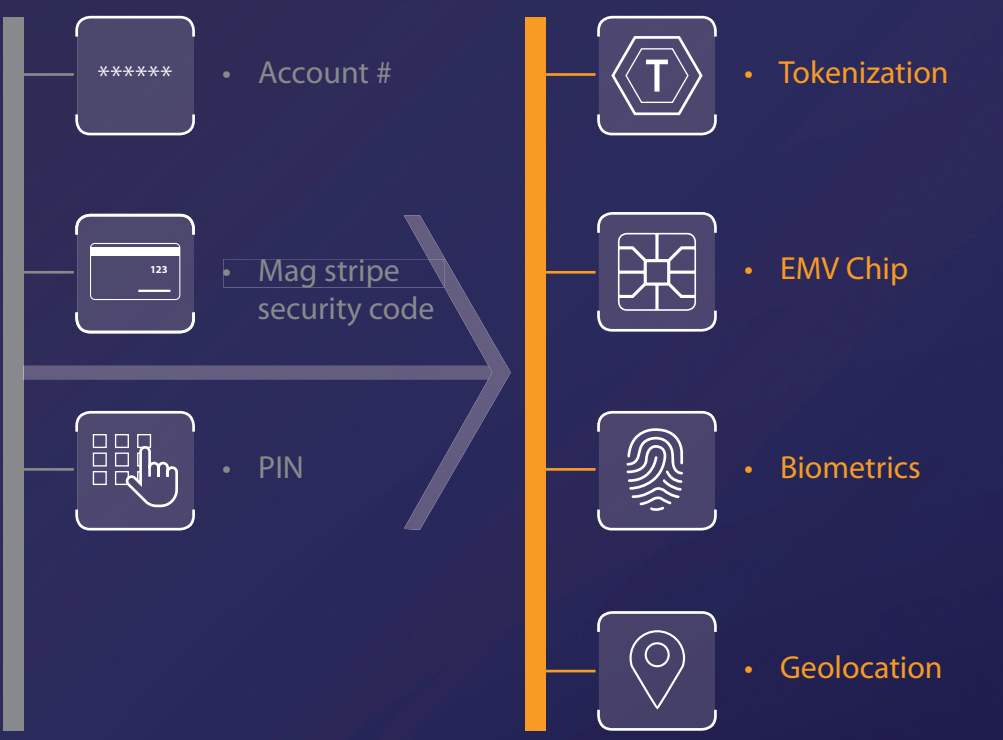 ******
• Account #
123
• Mag stripe
security code
• PIN
T
• Tokenization
• EMV Chip
• Biometrics
• Geolocation